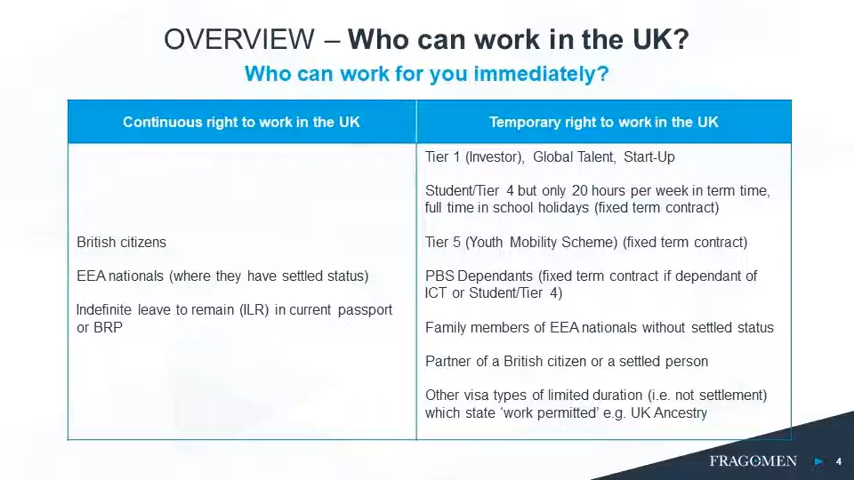 OVERVIEW – Who can work in the UK?
Who can work for you immediately?
Continuous right to work in the UK
Temporary right to work in the UK
British citizens
EEA nationals (where they have settled status)
Indefinite leave to remain (ILR) in current passport
or BRP
Tier 1 (Investor), Global Talent, Start-Up
Student/Tier 4 but only 20 hours per week in term time,
full time in school holidays (fixed term contract)
Tier 5 (Youth Mobility Scheme) (fixed term contract)
PBS Dependants (fixed term contract if dependant of
ICT or Student/Tier 4)
Family members of EEA nationals without settled status
Partner of a British citizen or a settled person
Other visa types of limited duration (i.e. not settlement)
which state ‘work permitted’ e.g. UK Ancestry
FRAGOMEN
4